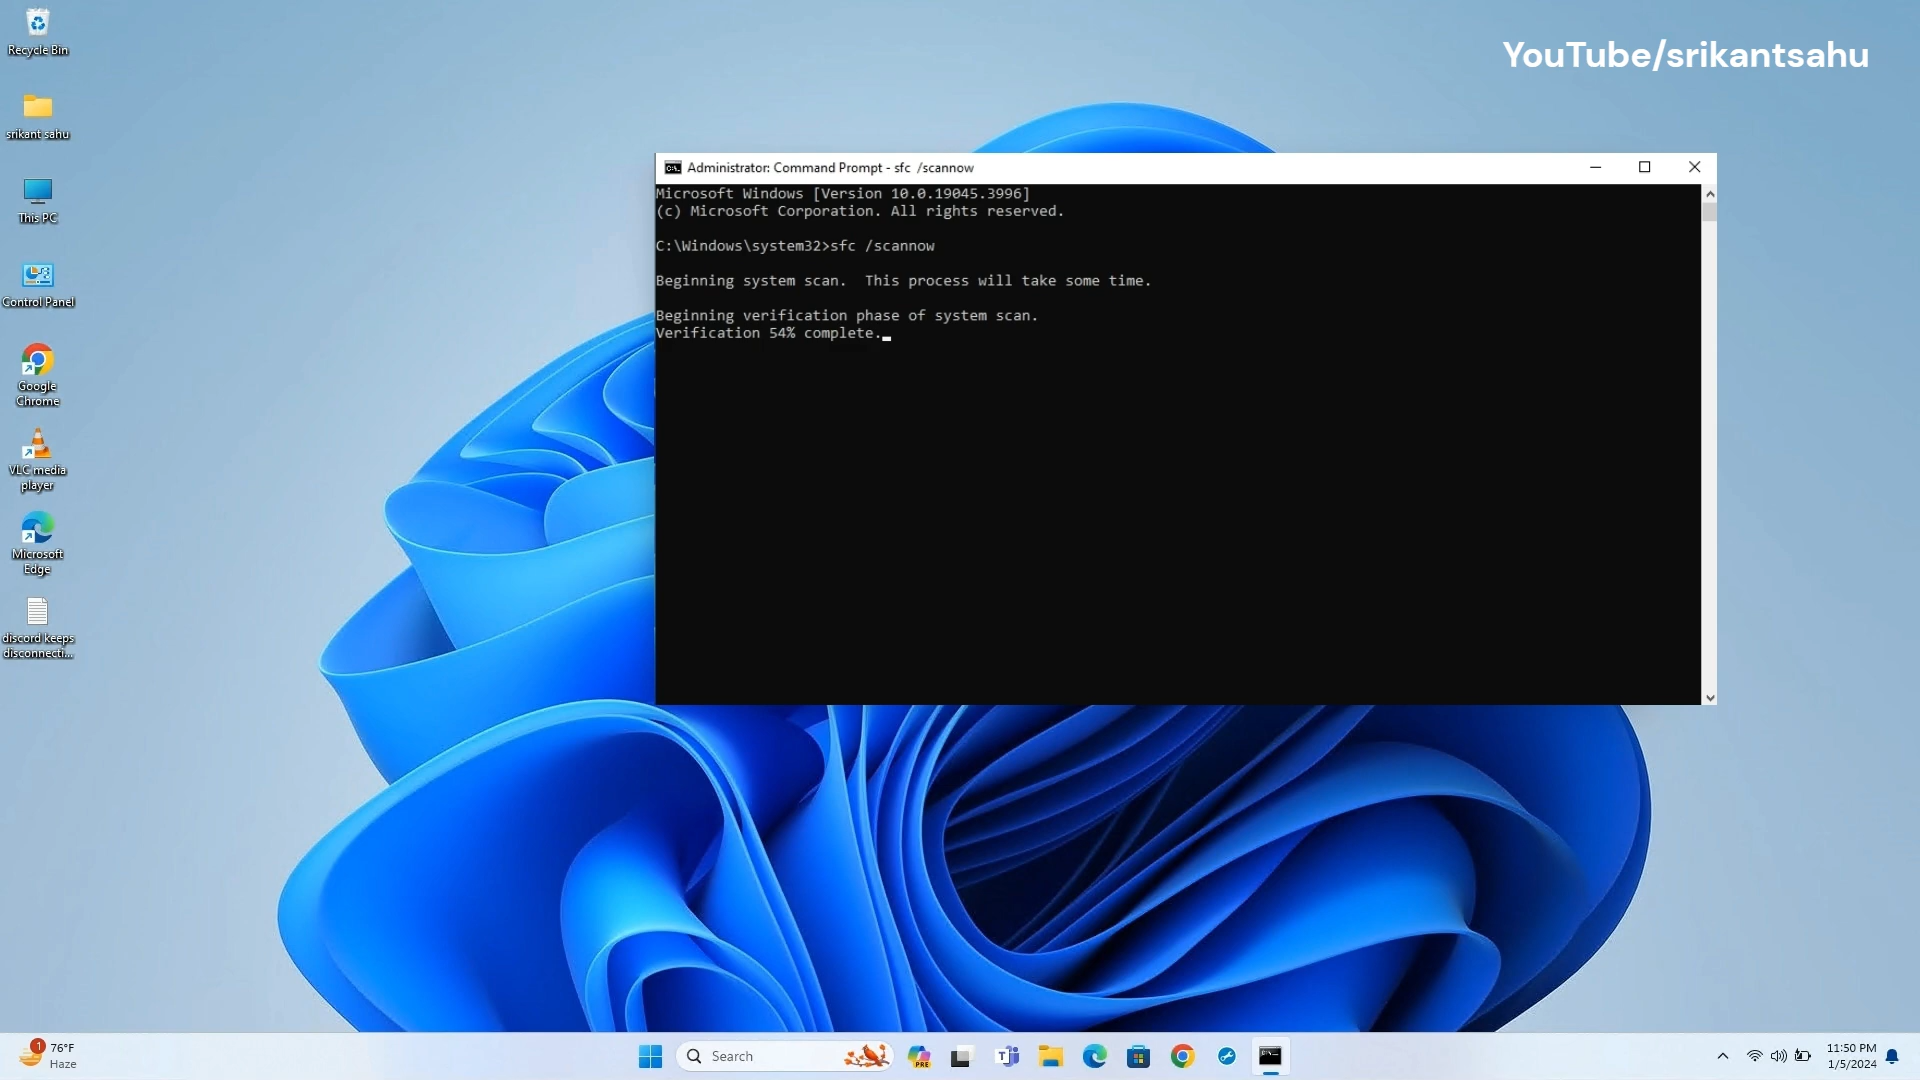 YouTube/srikantsahu
Recycle Bin
srikant sahu
This PC
Control Panel
Google
Chrome
VLC media
player
Microsoft
Edge
discord keeps
disconnecti...
Administrator: Command Prompt - sfc  /scannow
Microsoft Windows [Version 10.0.19045.3996]
(c) Microsoft Corporation. All rights reserved.
C:\Windows\system32>sfc /scannow
Beginning system scan.  This process will take some time.
Beginning verification phase of system scan.
Verification 54% complete.
1
76°F
Haze
Search
PRE
11:50 PM
1/5/2024